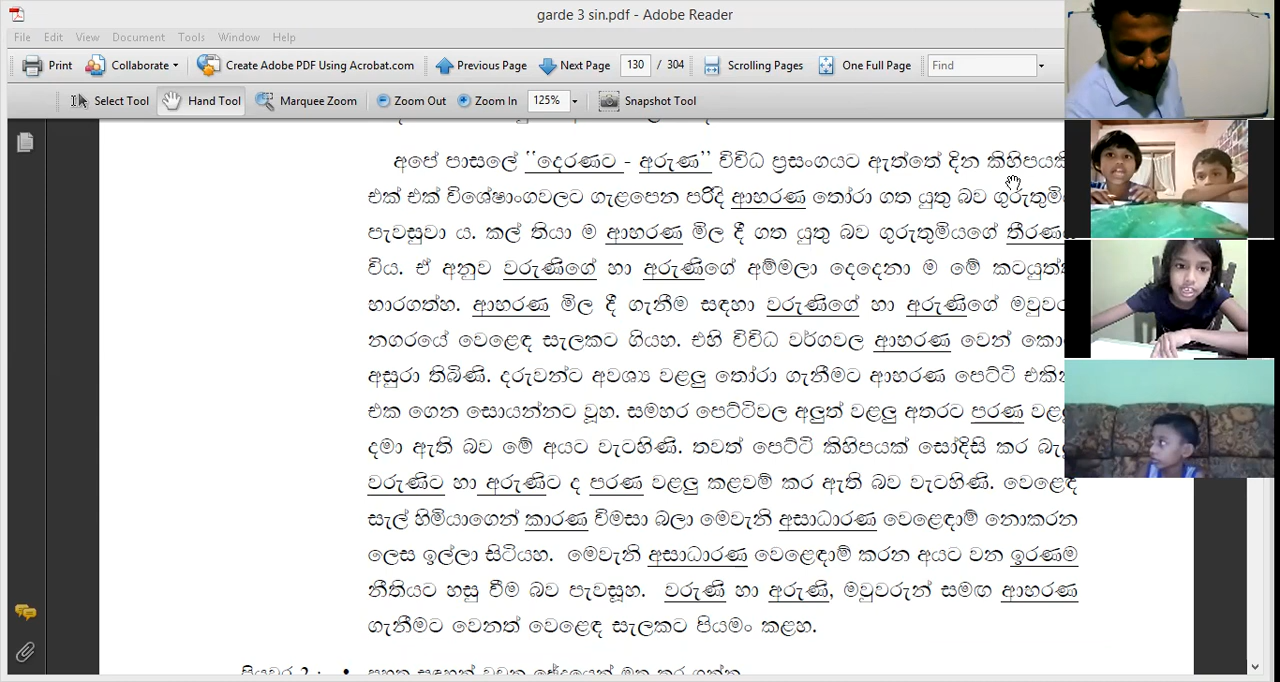 garde 3 sin.pdf - Adobe Reader
File Edit View Document Tools Window Help
Print Collaborate Create Adobe PDF Using Acrobat.com Previous Page Next Page 130 / 304 Scrolling Pages One Full Page Find
Select Tool Hand Tool Marquee Zoom Zoom Out Zoom In 125% Snapshot Tool
අපේ පාසලේ ‘‘දෙරණට - අරුණ’’ විවිධ ප්‍රසංගයට ඇත්තේ දින
එක් එක් විශේෂාංගවලට ගැළපෙන පරිදි ආභරණ තෝරා ගත යුතු බව
පැවසුවා ය. කල් තියා ම ආභරණ මිල දී ගත යුතු බව ගුරුතුමියගේ
විය. ඒ අනුව වරුණිගේ හා අරුණිගේ අම්මලා දෙදෙනා ම මේ
භාරගත්හ. ආභරණ මිල දී ගැනීම සඳහා වරුණිගේ හා අරුණිගේ
නගරයේ වෙළෙඳ සැලකට ගියහ. එහි විවිධ වර්ගවල ආභරණ වෙන්
අසුරා තිබිණි. දරුවන්ට අවශ්‍ය වළලු තෝරා ගැනීමට ආභරණ පෙට්ටි
එක ගෙන සොයන්නට වූහ. සමහර පෙට්ටිවල අලුත් වළලු අතරට පරණ
දමා ඇති බව මේ අයට වැටහිණි. තවත් පෙට්ටි කිහිපයක් සෝදිසි කර
වරුණිට හා අරුණිට ද පරණ වළලු කළවම් කර ඇති බව වැටහිණි. වෙළෙඳ
සැල් හිමියාගෙන් කාරණ විමසා බලා මෙවැනි අසාධාරණ වෙළෙඳාම් නොකරන
ලෙස ඉල්ලා සිටියහ. මෙවැනි අසාධාරණ වෙළෙඳාම් කරන අයට වන ඉරණම
නීතියට හසු වීම බව පැවසූහ. වරුණි හා අරුණි, මවුවරුන් සමඟ ආභරණ
ගැනීමට වෙනත් වෙළෙඳ සැලකට පියමං කළහ.